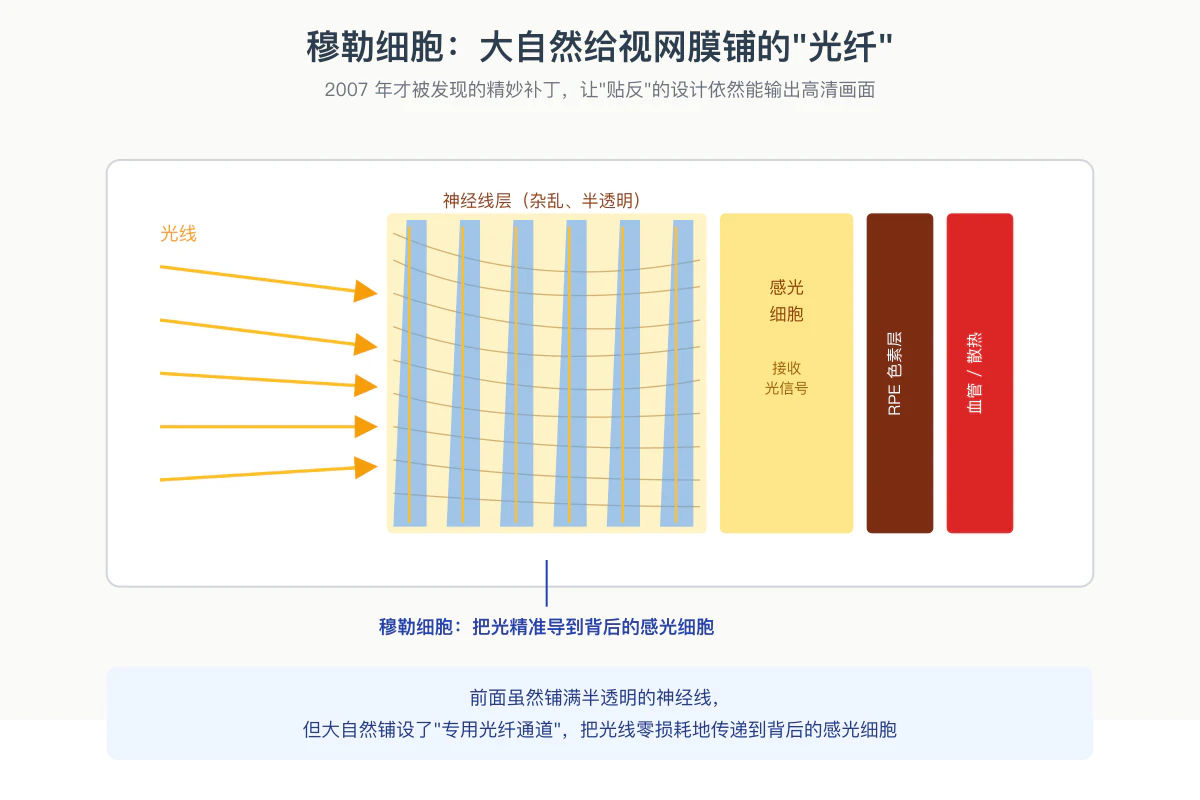 穆勒细胞：大自然给视网膜铺的"光纤"
2007 年才被发现的精妙补丁，让"贴反"的设计依然能输出高清画面
神经线层（杂乱、半透明）
光线
感光
细胞
接收
光信号
RPE 色素层
血管 / 散热
穆勒细胞：把光精准导到背后的感光细胞
前面虽然铺满半透明的神经线，
但大自然铺设了"专用光纤通道"，把光线零损耗地传递到背后的感光细胞